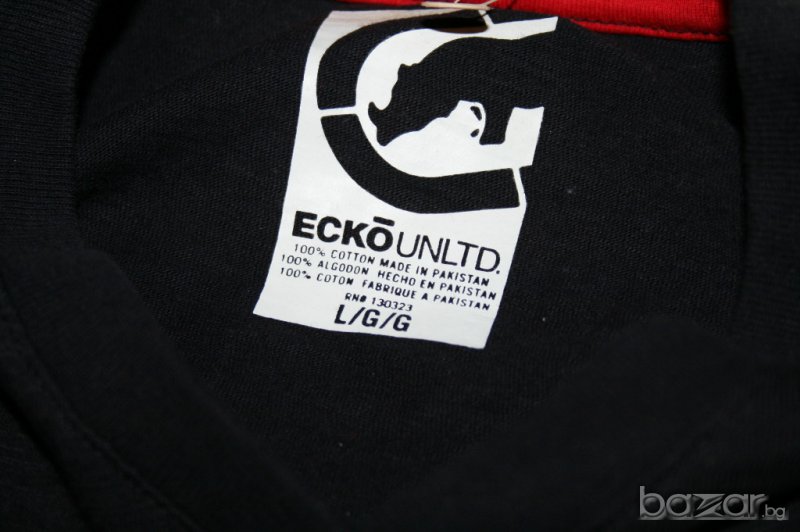 ECKŌUNLTD.
100% COTTON MADE IN PAKISTAN
100% ALGODON HECHO EN PAKISTAN
100% COTON FABRIQUE A PAKISTAN
RN# 130323
L/G/G
bazar.bg